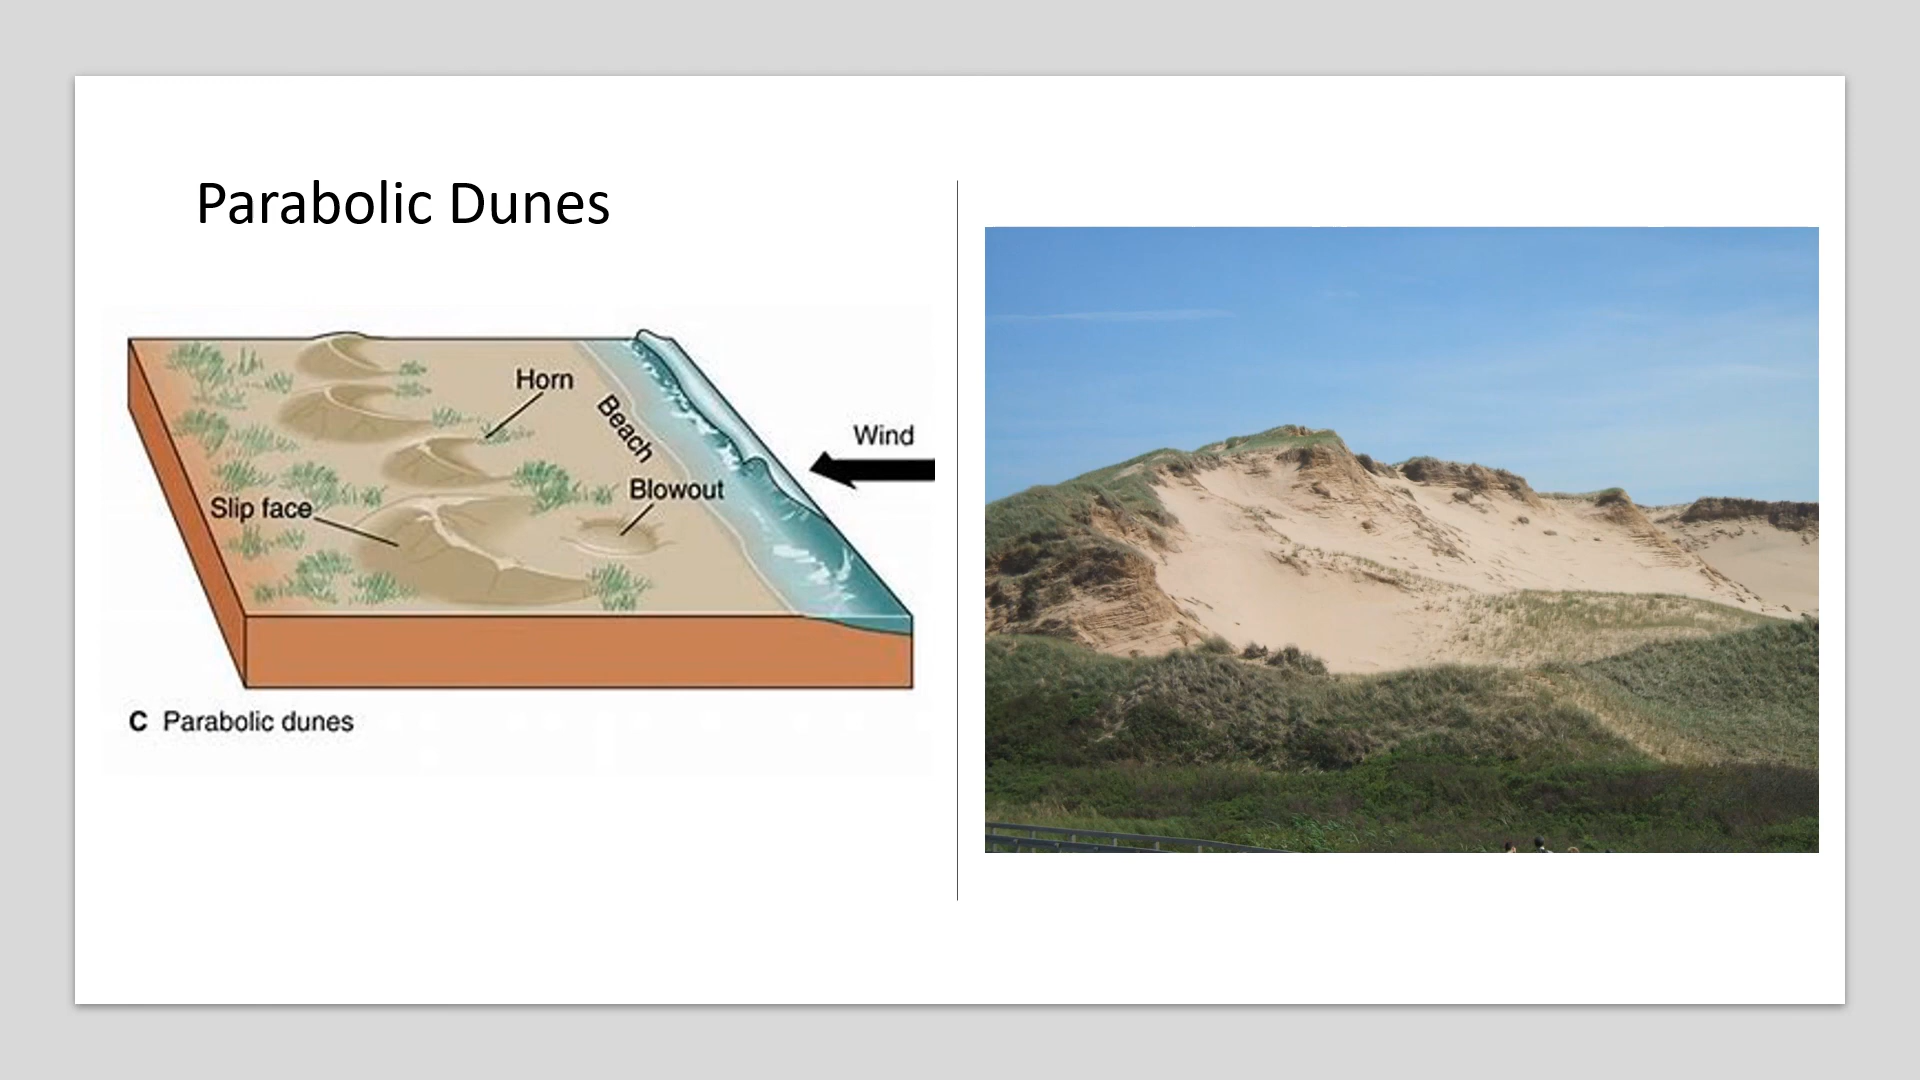 Parabolic Dunes
Horn
Beach
Wind
Blowout
Slip face
C Parabolic dunes